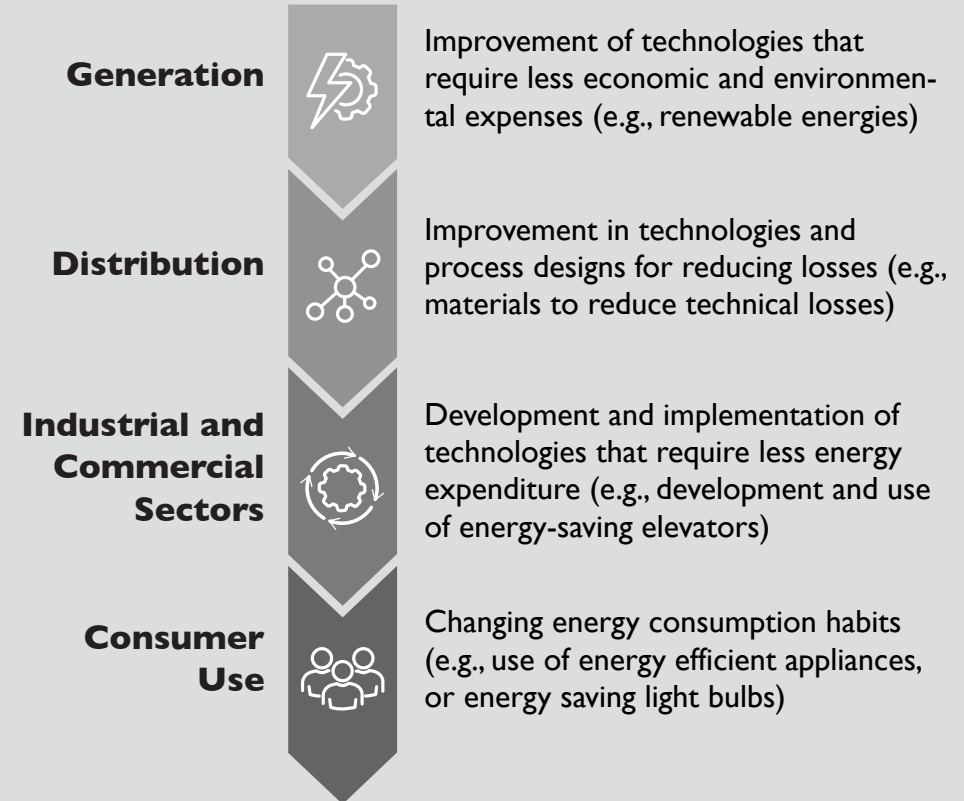 Generation
Improvement of technologies that
require less economic and environmen-
tal expenses (e.g., renewable energies)
Distribution
Improvement in technologies and
process designs for reducing losses (e.g.,
materials to reduce technical losses)
Industrial and
Commercial
Sectors
Development and implementation of
technologies that require less energy
expenditure (e.g., development and use
of energy-saving elevators)
Consumer
Use
Changing energy consumption habits
(e.g., use of energy efficient appliances,
or energy saving light bulbs)